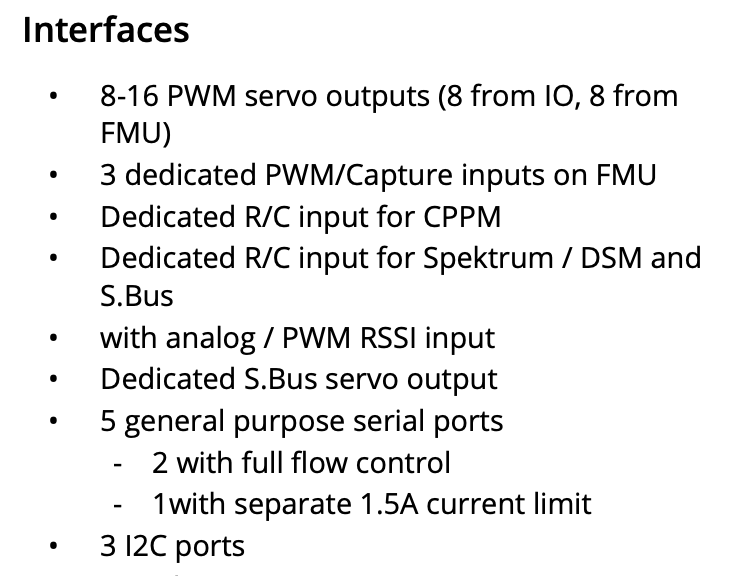 Interfaces
• 8-16 PWM servo outputs (8 from IO, 8 from
FMU)
• 3 dedicated PWM/Capture inputs on FMU
• Dedicated R/C input for CPPM
• Dedicated R/C input for Spektrum / DSM and
S.Bus
• with analog / PWM RSSI input
• Dedicated S.Bus servo output
• 5 general purpose serial ports
- 2 with full flow control
- 1with separate 1.5A current limit
• 3 I2C ports